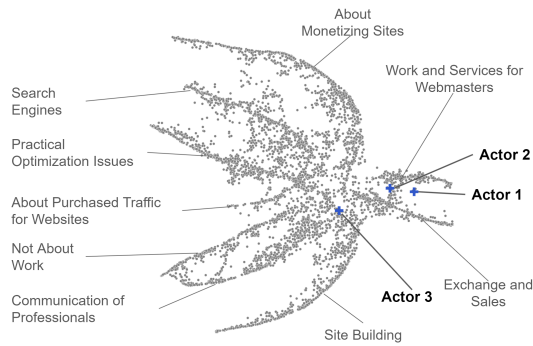 About
Monetizing Sites
Work and Services for
Webmasters
Search
Engines
Practical
Optimization Issues
Actor 2
Actor 1
About Purchased Traffic
for Websites
Not About
Work
Communication of
Professionals
Actor 3
Exchange and
Sales
Site Building